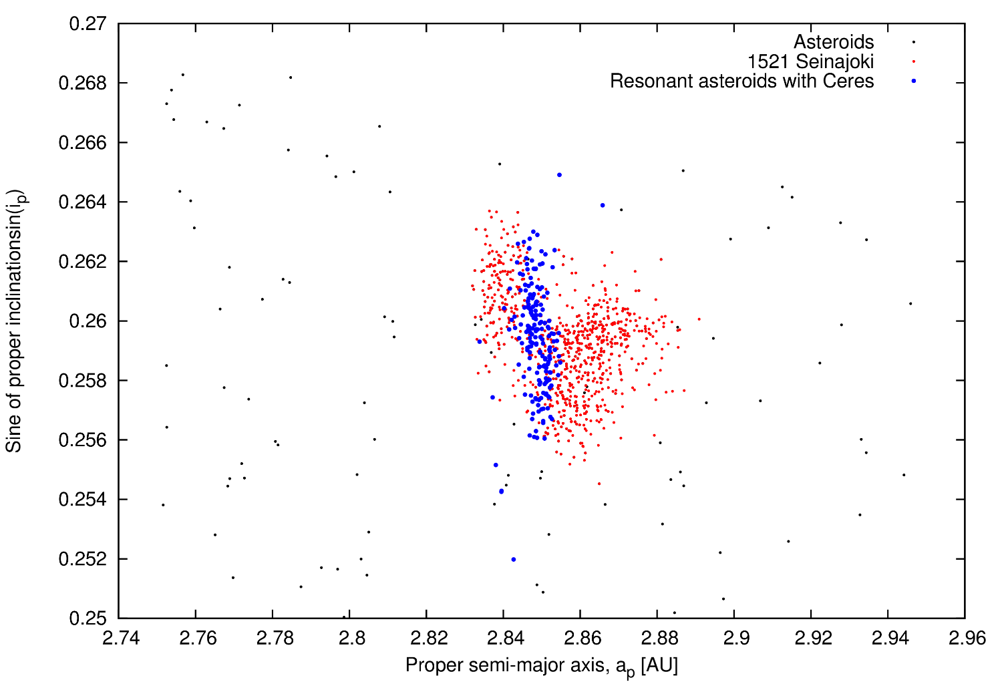 0.27
0.268
0.266
0.264
0.262
0.26
0.258
0.256
0.254
0.252
0.25
2.74 2.76 2.78 2.8 2.82 2.84 2.86 2.88 2.9 2.92 2.94 2.96
Sine of proper inclinationsin(ip)
Proper semi-major axis, ap [AU]
Asteroids
1521 Seinajoki
Resonant asteroids with Ceres